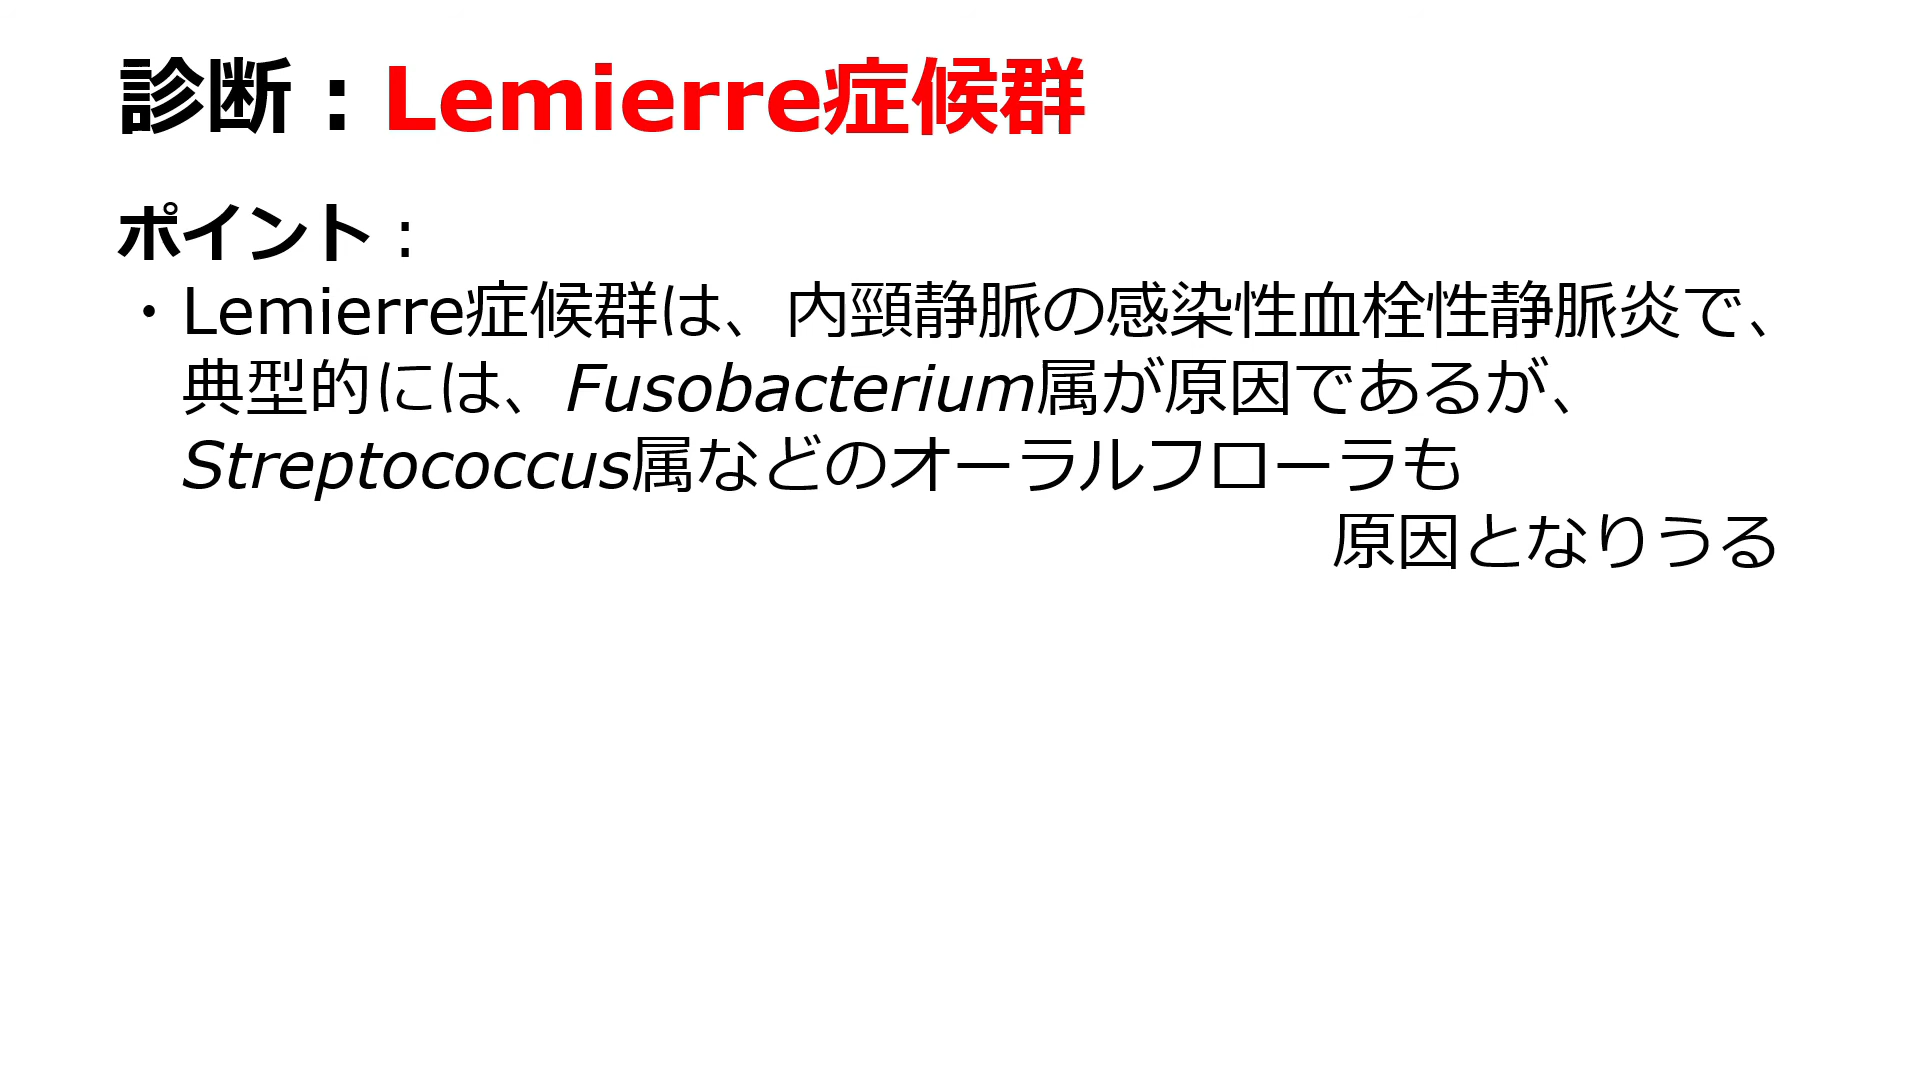 診断：Lemierre症候群
ポイント：
・Lemierre症候群は、内頸静脈の感染性血栓性静脈炎で、
典型的には、Fusobacterium属が原因であるが、
Streptococcus属などのオーラルフローラも
原因となりうる